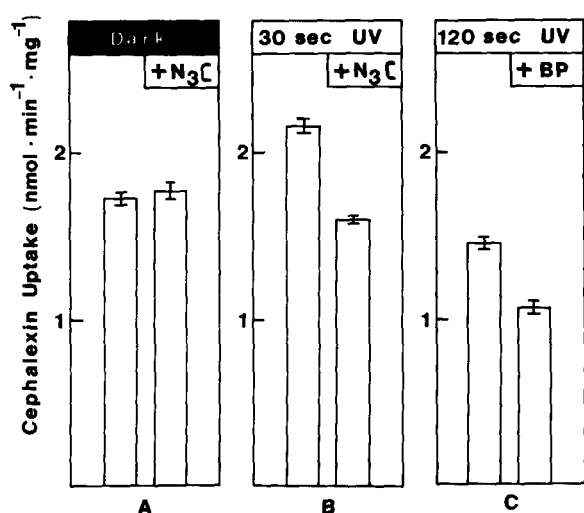 Cephalexin Uptake (nmol · min⁻¹ · mg⁻¹)
Dark
+N₃C
2
1
A
30 sec UV
+N₃C
2
1
B
120 sec UV
+ BP
2
1
C